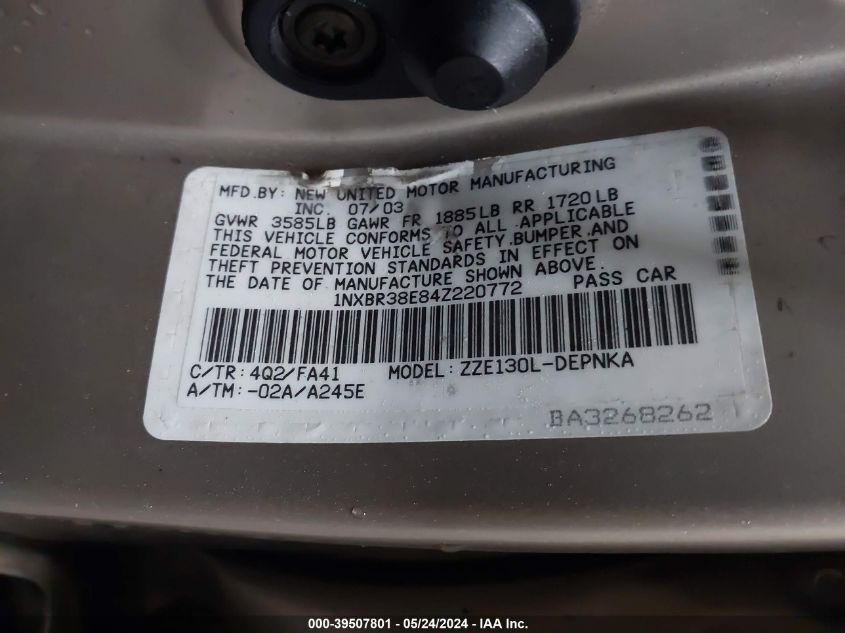 MFD.BY: NEW UNITED MOTOR MANUFACTURING
INC. 07/03
GVWR 3585LB GAWR FR 1885LB RR 1720LB
THIS VEHICLE CONFORMS TO ALL APPLICABLE
FEDERAL MOTOR VEHICLE SAFETY,BUMPER,AND
THEFT PREVENTION STANDARDS IN EFFECT ON
THE DATE OF MANUFACTURE SHOWN ABOVE.
1NXBR38E84Z220772 PASS CAR
C/TR: 4Q2/FA41 MODEL: ZZE130L-DEPNKA
A/TM: -02A/A245E
BA3268262
000-39507801 - 05/24/2024 - IAA Inc.